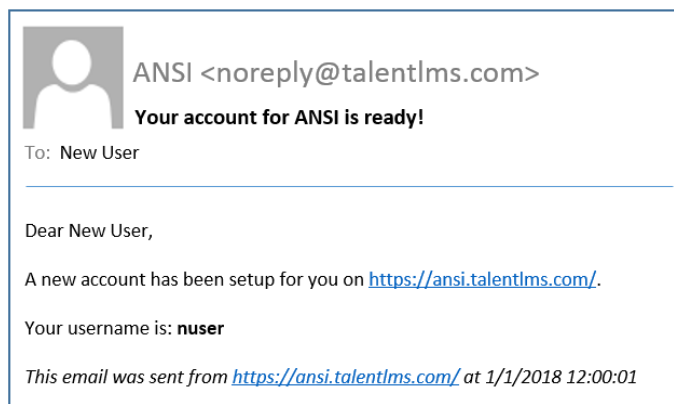 ANSI <noreply@talentlms.com>
Your account for ANSI is ready!
To: New User
Dear New User,
A new account has been setup for you on https://ansi.talentlms.com/.
Your username is: nuser
This email was sent from https://ansi.talentlms.com/ at 1/1/2018 12:00:01